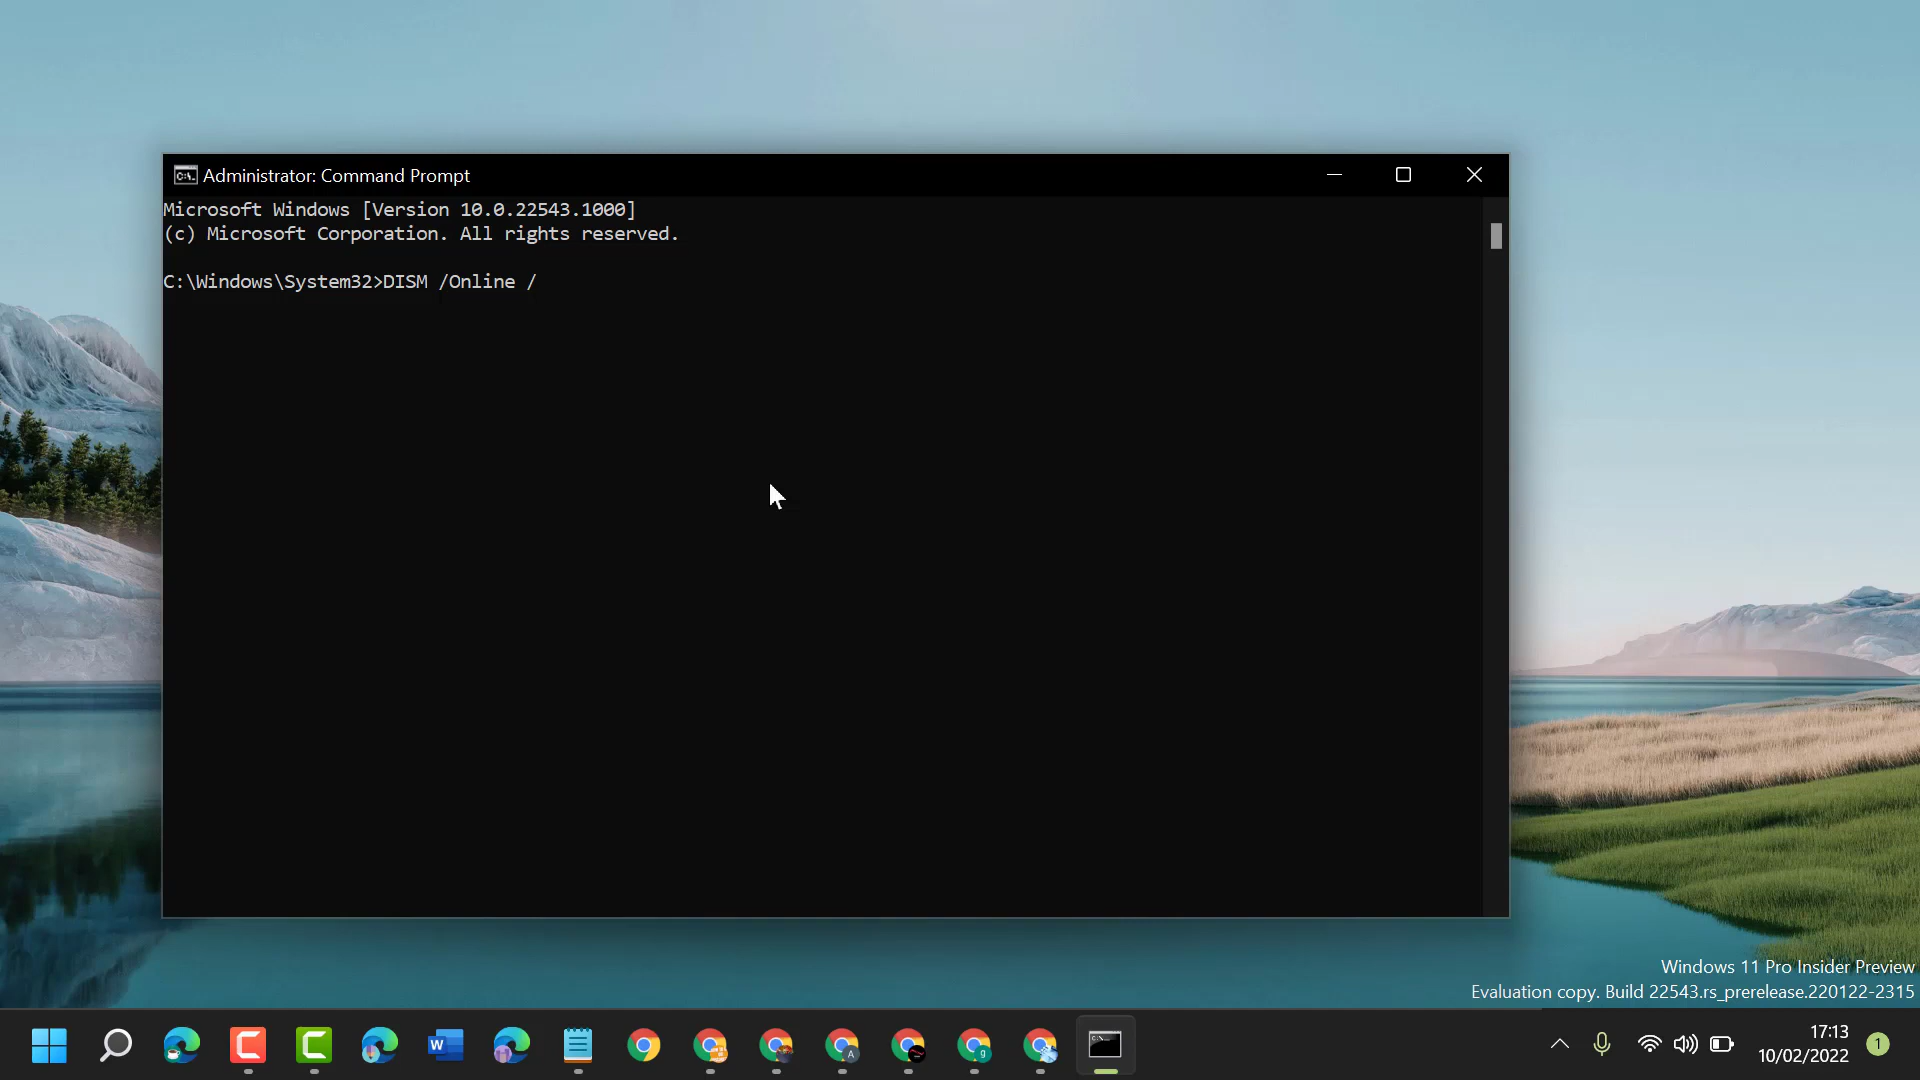 Administrator: Command Prompt
Microsoft Windows [Version 10.0.22543.1000]
(c) Microsoft Corporation. All rights reserved.
C:\Windows\System32>DISM /Online /
Windows 11 Pro Insider Preview
Evaluation copy. Build 22543.rs_prerelease.220122-2315
17:13
10/02/2022
1